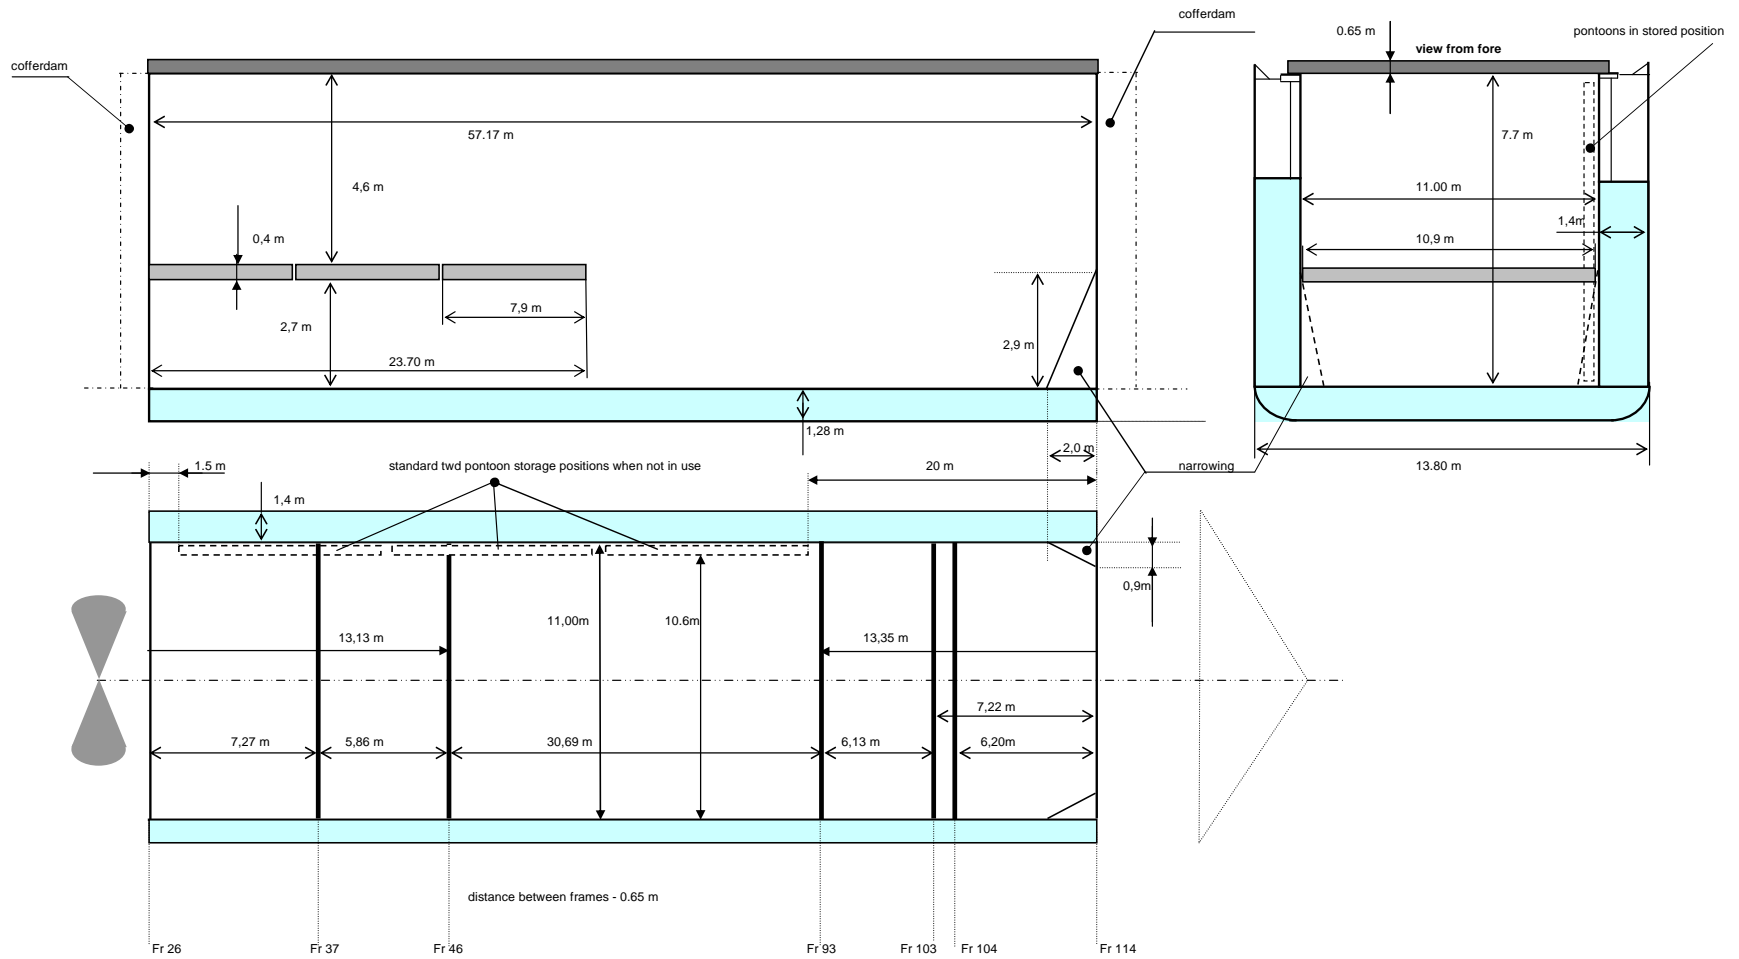 cofferdam
cofferdam
57.17 m
4,6 m
0,4 m
2,7 m
7,9 m
23.70 m
2,9 m
1,28 m
2,0 m
0.65 m
view from fore
pontoons in stored position
7.7 m
11.00 m
1,4m
10,9 m
13.80 m
narrowing
1.5 m
standard twd pontoon storage positions when not in use
20 m
1,4 m
0,9m
11,00m
10.6m
13,13 m
13,35 m
7,22 m
7,27 m
5,86 m
30,69 m
6,13 m
6,20m
distance between frames - 0.65 m
Fr 26
Fr 37
Fr 46
Fr 93
Fr 103
Fr 104
Fr 114